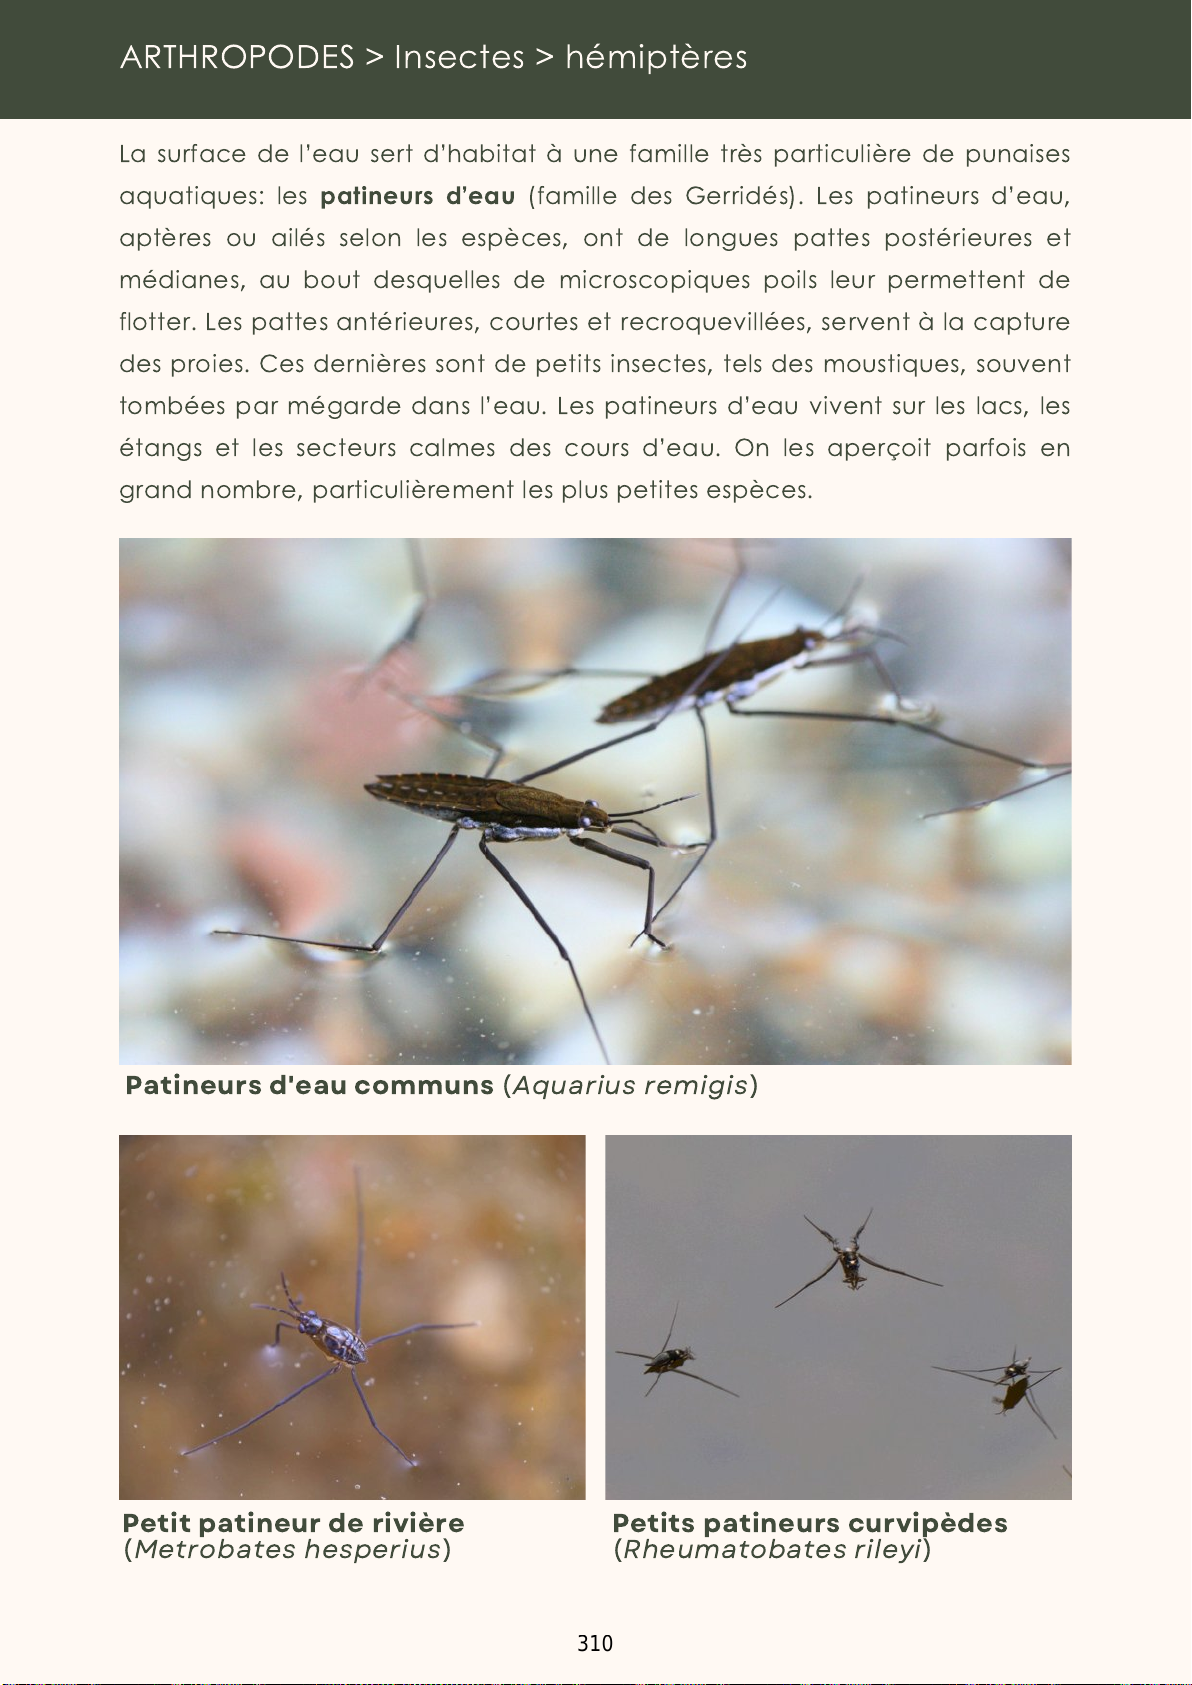 ARTHROPODES > Insectes > hémiptères
La surface de l'eau sert d'habitat à une famille très particulière de punaises
aquatiques: les patineurs d'eau (famille des Gerridés). Les patineurs d'eau,
aptères ou ailés selon les espèces, ont de longues pattes postérieures et
médianes, au bout desquelles de microscopiques poils leur permettent de
flotter. Les pattes antérieures, courtes et recroquevillées, servent à la capture
des proies. Ces dernières sont de petits insectes, tels des moustiques, souvent
tombées par mégarde dans l'eau. Les patineurs d'eau vivent sur les lacs, les
étangs et les secteurs calmes des cours d'eau. On les aperçoit parfois en
grand nombre, particulièrement les plus petites espèces.
Patineurs d'eau communs (Aquarius remigis)
Petit patineur de rivière
(Metrobates hesperius)
Petits patineurs curvipèdes
(Rheumatobates rileyi)
310